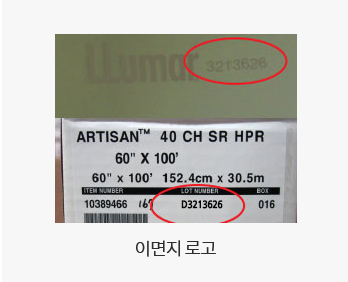 LLumar 3213626
ARTISAN™ 40 CH SR HPR
60" X 100'
60" x 100' 152.4cm x 30.5m
ITEM NUMBER LOT NUMBER BOX
10389466 167 D3213626 016
이면지 로고